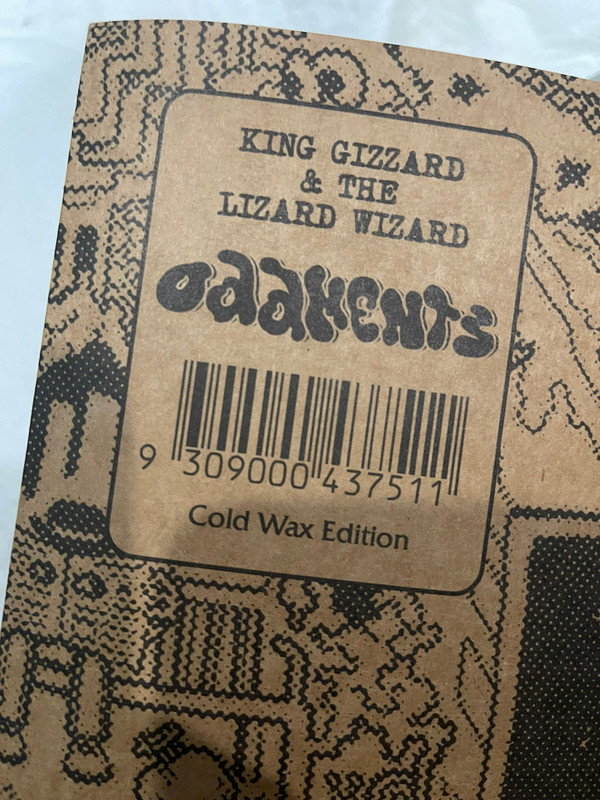 KING GIZZARD
& THE
LIZARD WIZARD
oddMENTS
9 309000 437511
Cold Wax Edition